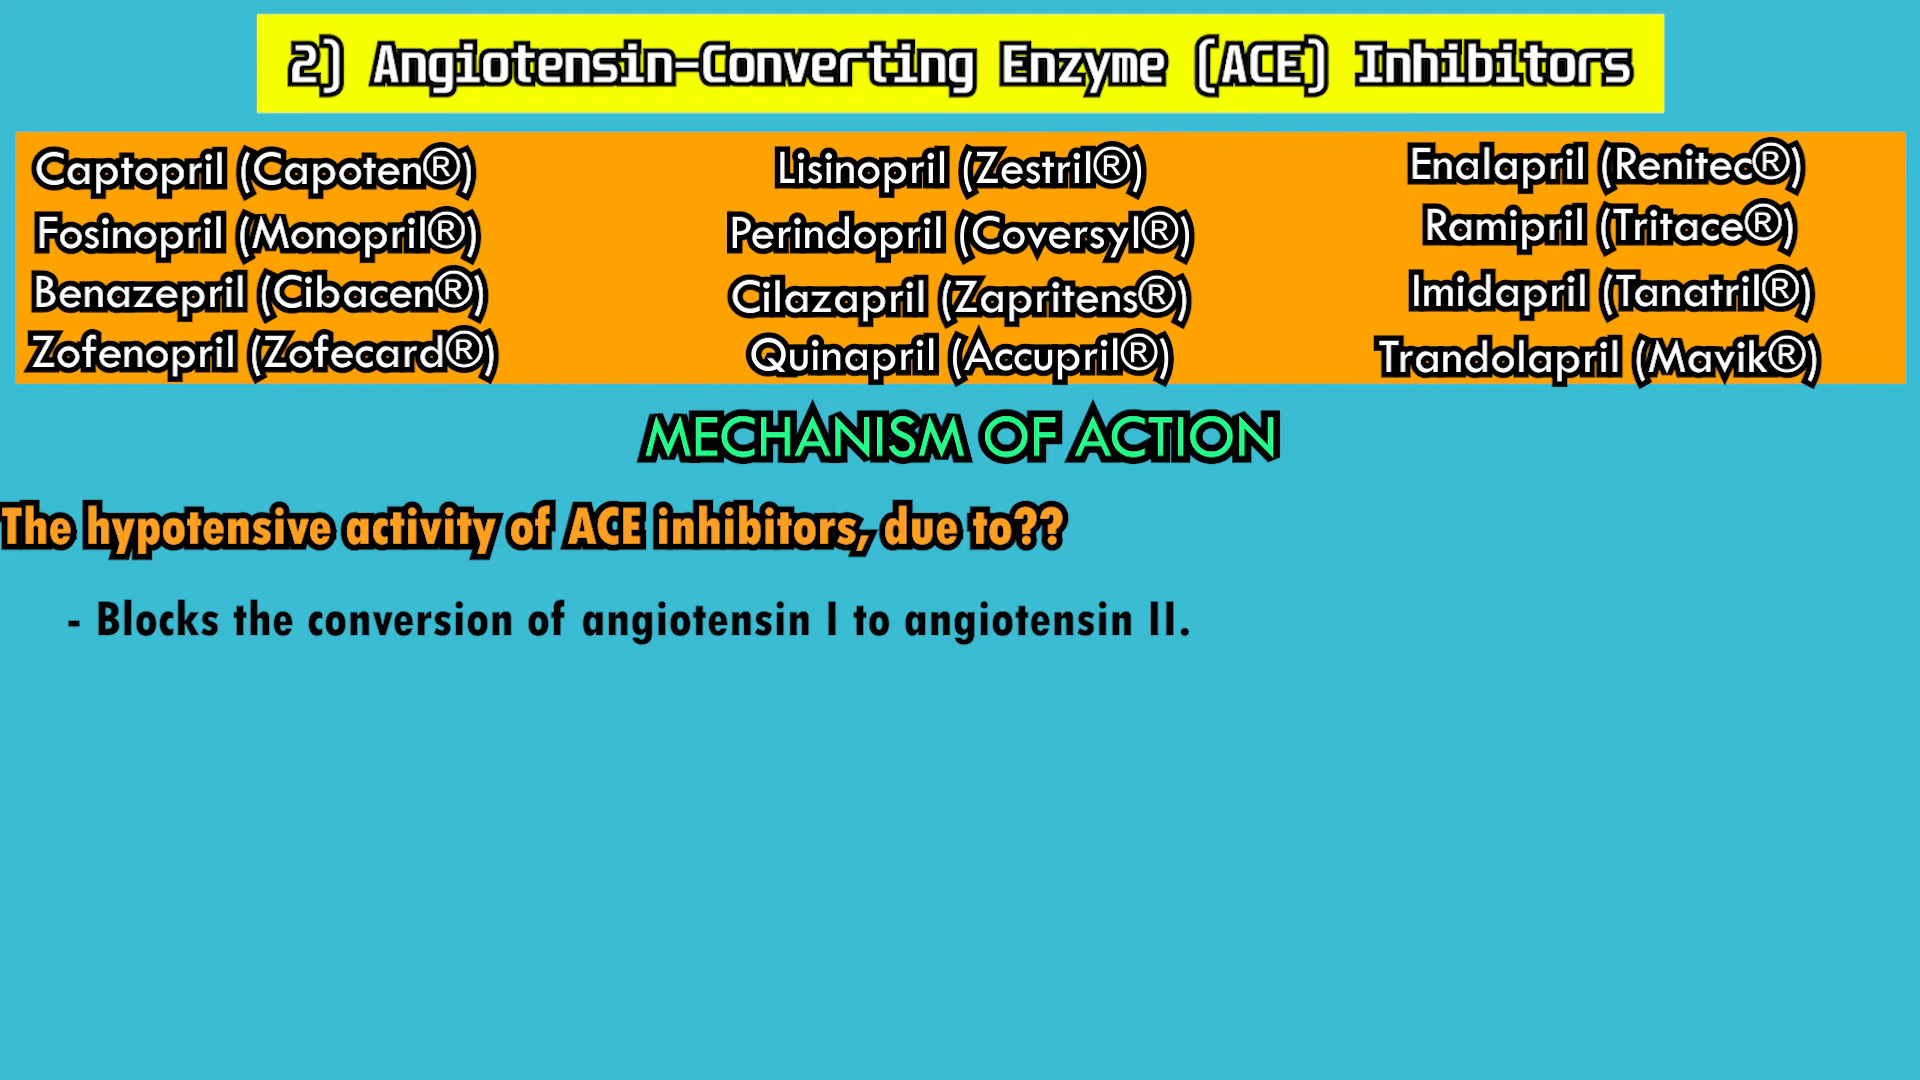 2) Angiotensin-Converting Enzyme (ACE) Inhibitors
Captopril (Capoten®)
Fosinopril (Monopril®)
Benazepril (Cibacen®)
Zofenopril (Zofecard®)
Lisinopril (Zestril®)
Perindopril (Coversyl®)
Cilazapril (Zapritens®)
Quinapril (Accupril®)
Enalapril (Renitec®)
Ramipril (Tritace®)
Imidapril (Tanatril®)
Trandolapril (Mavik®)
MECHANISM OF ACTION
The hypotensive activity of ACE inhibitors, due to??
- Blocks the conversion of angiotensin I to angiotensin II.